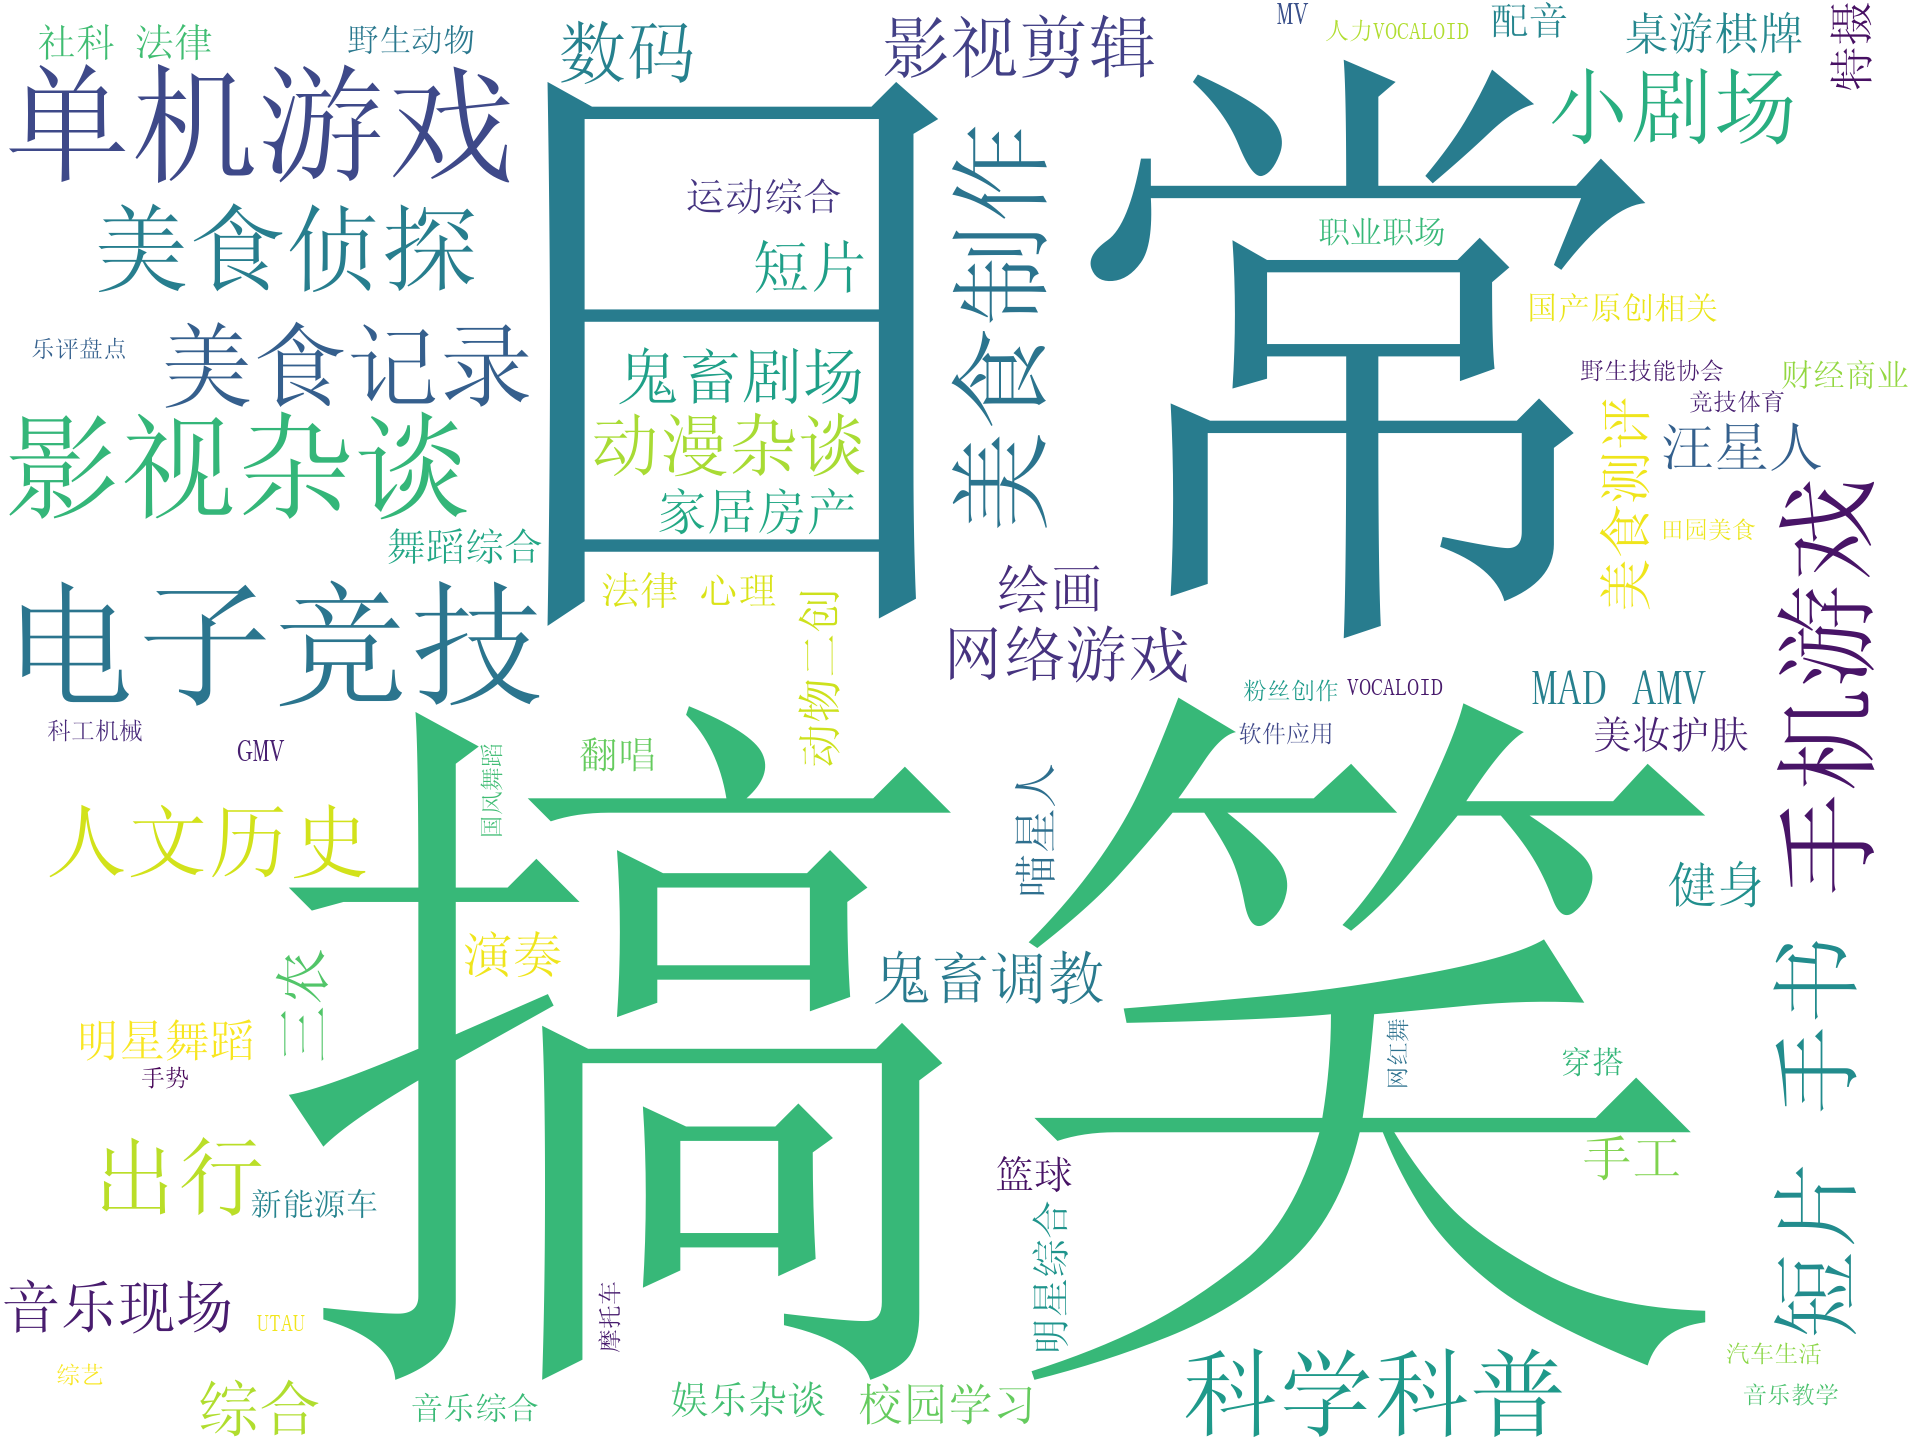 社科 法律
野生动物
数码
影视剪辑
MV
人力VOCALOID
配音
桌游棋牌
特摄
单机游戏
日常
小剧场
美食侦探
运动综合
短片
美食制作
职业职场
国产原创相关
乐评盘点
美食记录
鬼畜剧场
野生技能协会
财经商业
竞技体育
影视杂谈
动漫杂谈
美食测评
汪星人
家居房产
田园美食
手机游戏
舞蹈综合
法律 心理
动物二创
绘画
电子竞技
网络游戏
粉丝创作
VOCALOID
MAD AMV
科工机械
GMV
国风舞蹈
翻唱
软件应用
美妆护肤
搞笑
喵星人
人文历史
健身
三农
演奏
鬼畜调教
短片 手书
明星舞蹈
手势
网红舞
穿搭
出行
新能源车
篮球
手工
明星综合
音乐现场
UTAU
摩托车
科学科普
汽车生活
综艺
综合
音乐综合
娱乐杂谈
校园学习
音乐教学